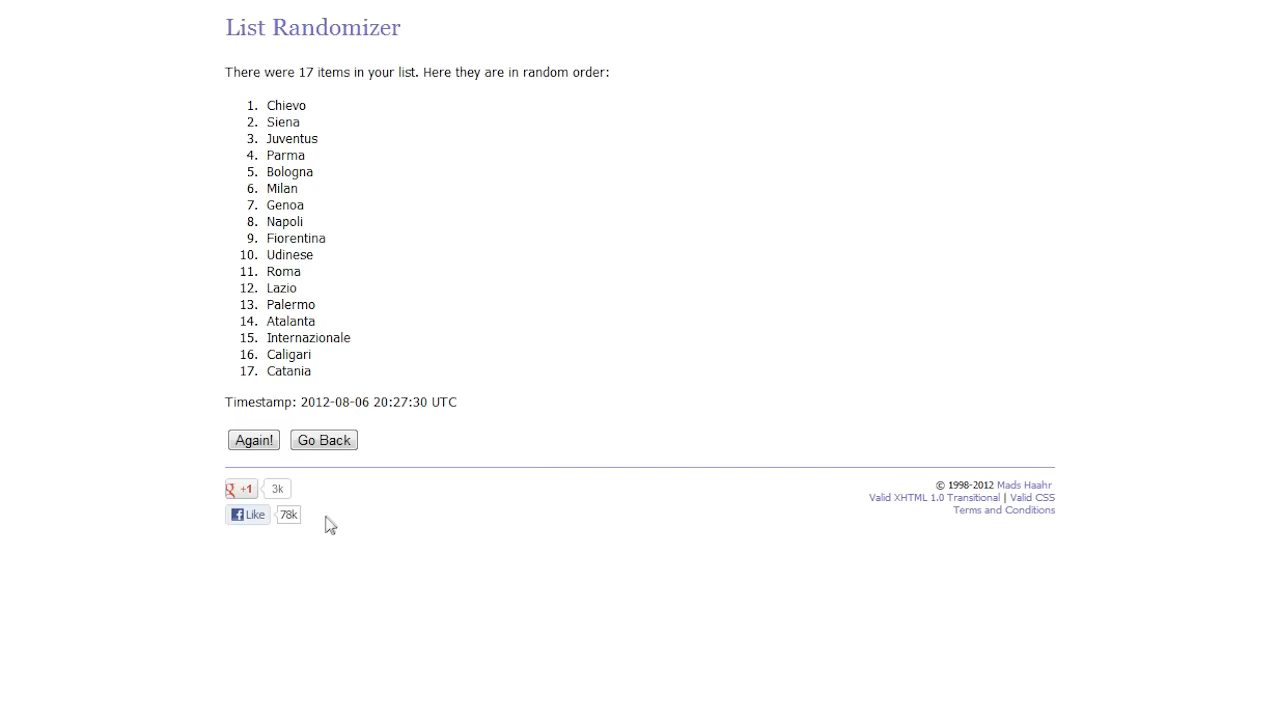 List Randomizer
There were 17 items in your list. Here they are in random order:
1. Chievo
2. Siena
3. Juventus
4. Parma
5. Bologna
6. Milan
7. Genoa
8. Napoli
9. Fiorentina
10. Udinese
11. Roma
12. Lazio
13. Palermo
14. Atalanta
15. Internazionale
16. Caligari
17. Catania
Timestamp: 2012-08-06 20:27:30 UTC
Again! Go Back
g +1 3k
f Like 78k
© 1998-2012 Mads Haahr
Valid XHTML 1.0 Transitional | Valid CSS
Terms and Conditions